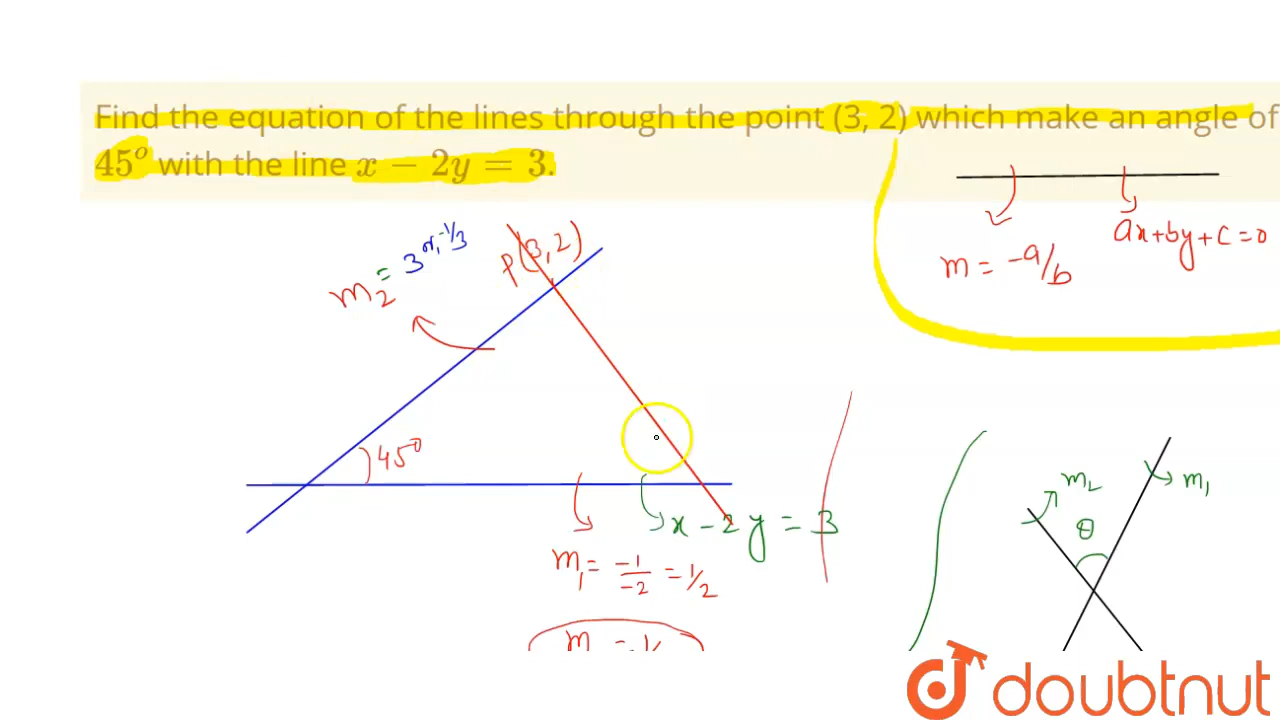 Find the equation of the lines through the point (3, 2) which make an angle of
45° with the line x − 2y = 3.
ax+by+c=0
m = -a/b
m₂ = 3 or, -1/3
P(3,2)
45°
x - 2y = 3
m₁ = -1/-2 = 1/2
m₂
m₁
θ
doubtnut